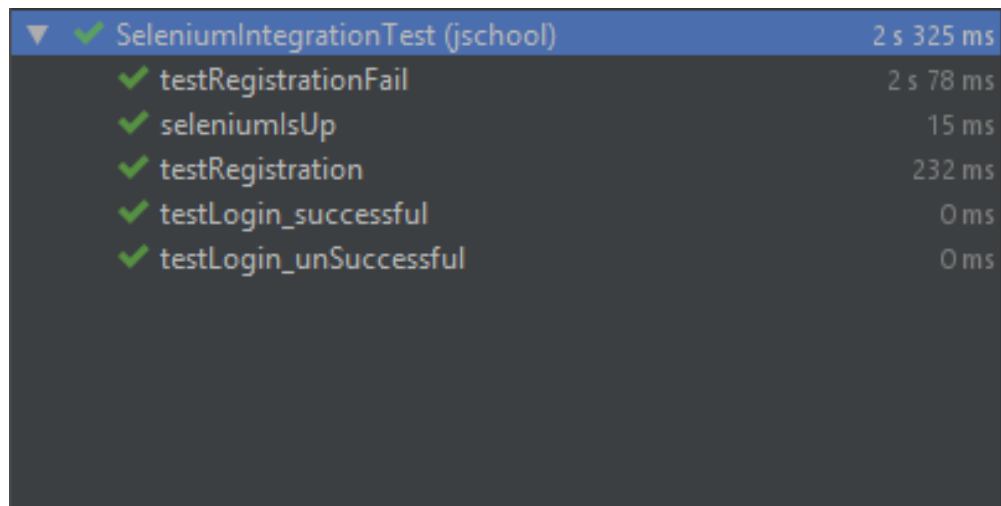 SeleniumIntegrationTest (jschool) 2 s 325 ms
testRegistrationFail 2 s 78 ms
seleniumIsUp 15 ms
testRegistration 232 ms
testLogin_successful 0 ms
testLogin_unSuccessful 0 ms